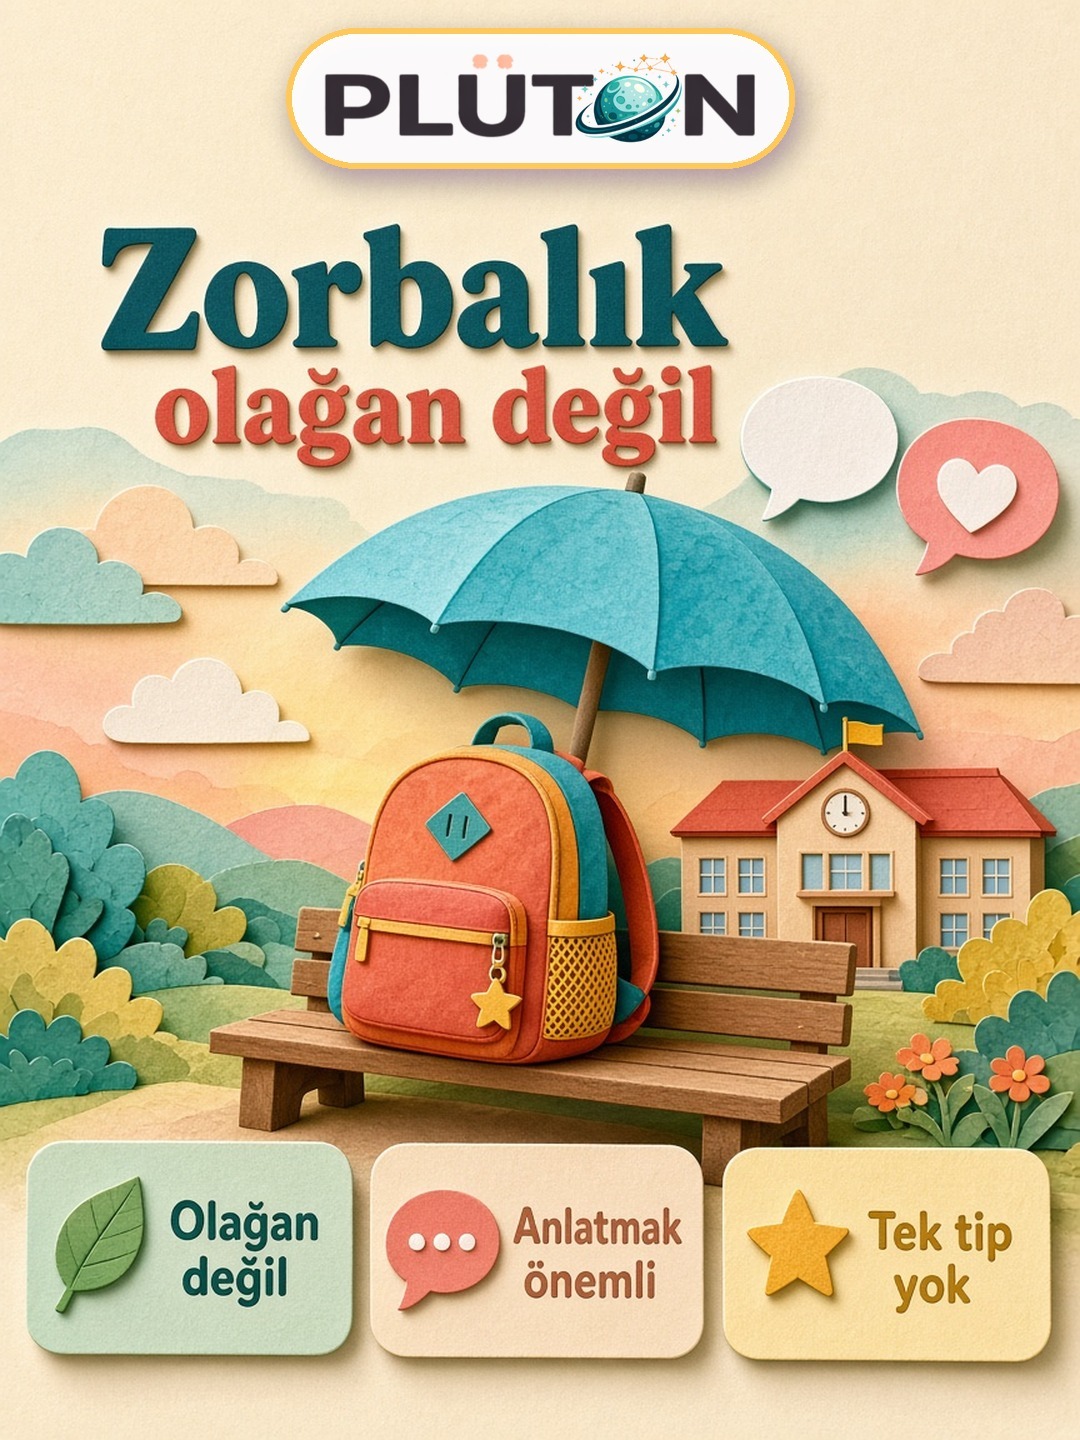 PLÜTON
Zorbalık
olağan değil
Olağan
değil
Anlatmak
önemli
Tek tip
yok